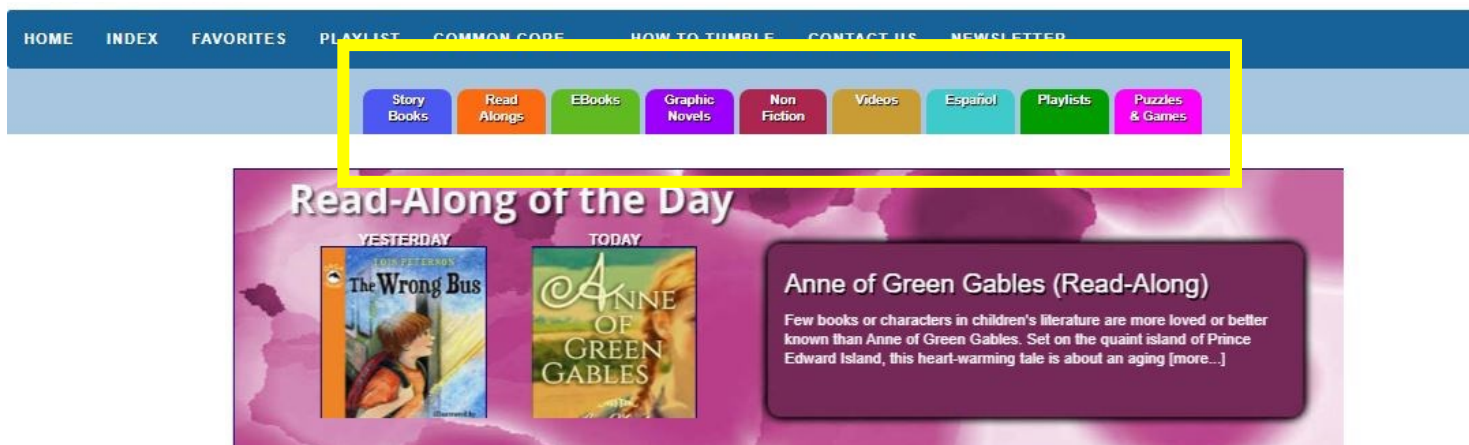 HOME INDEX FAVORITES PLAYLIST COMMON CORE HOW TO TUMBLE CONTACT US NEWSLETTER
Story Books
Read Alongs
EBooks
Graphic Novels
Non Fiction
Videos
Español
Playlists
Puzzles & Games
Read-Along of the Day
YESTERDAY
TODAY
LOIS PETERSON
The Wrong Bus
Illustrated by
ANNE
OF
GREEN
GABLES
Anne of Green Gables (Read-Along)
Few books or characters in children's literature are more loved or better
known than Anne of Green Gables. Set on the quaint island of Prince
Edward Island, this heart-warming tale is about an aging [more...]